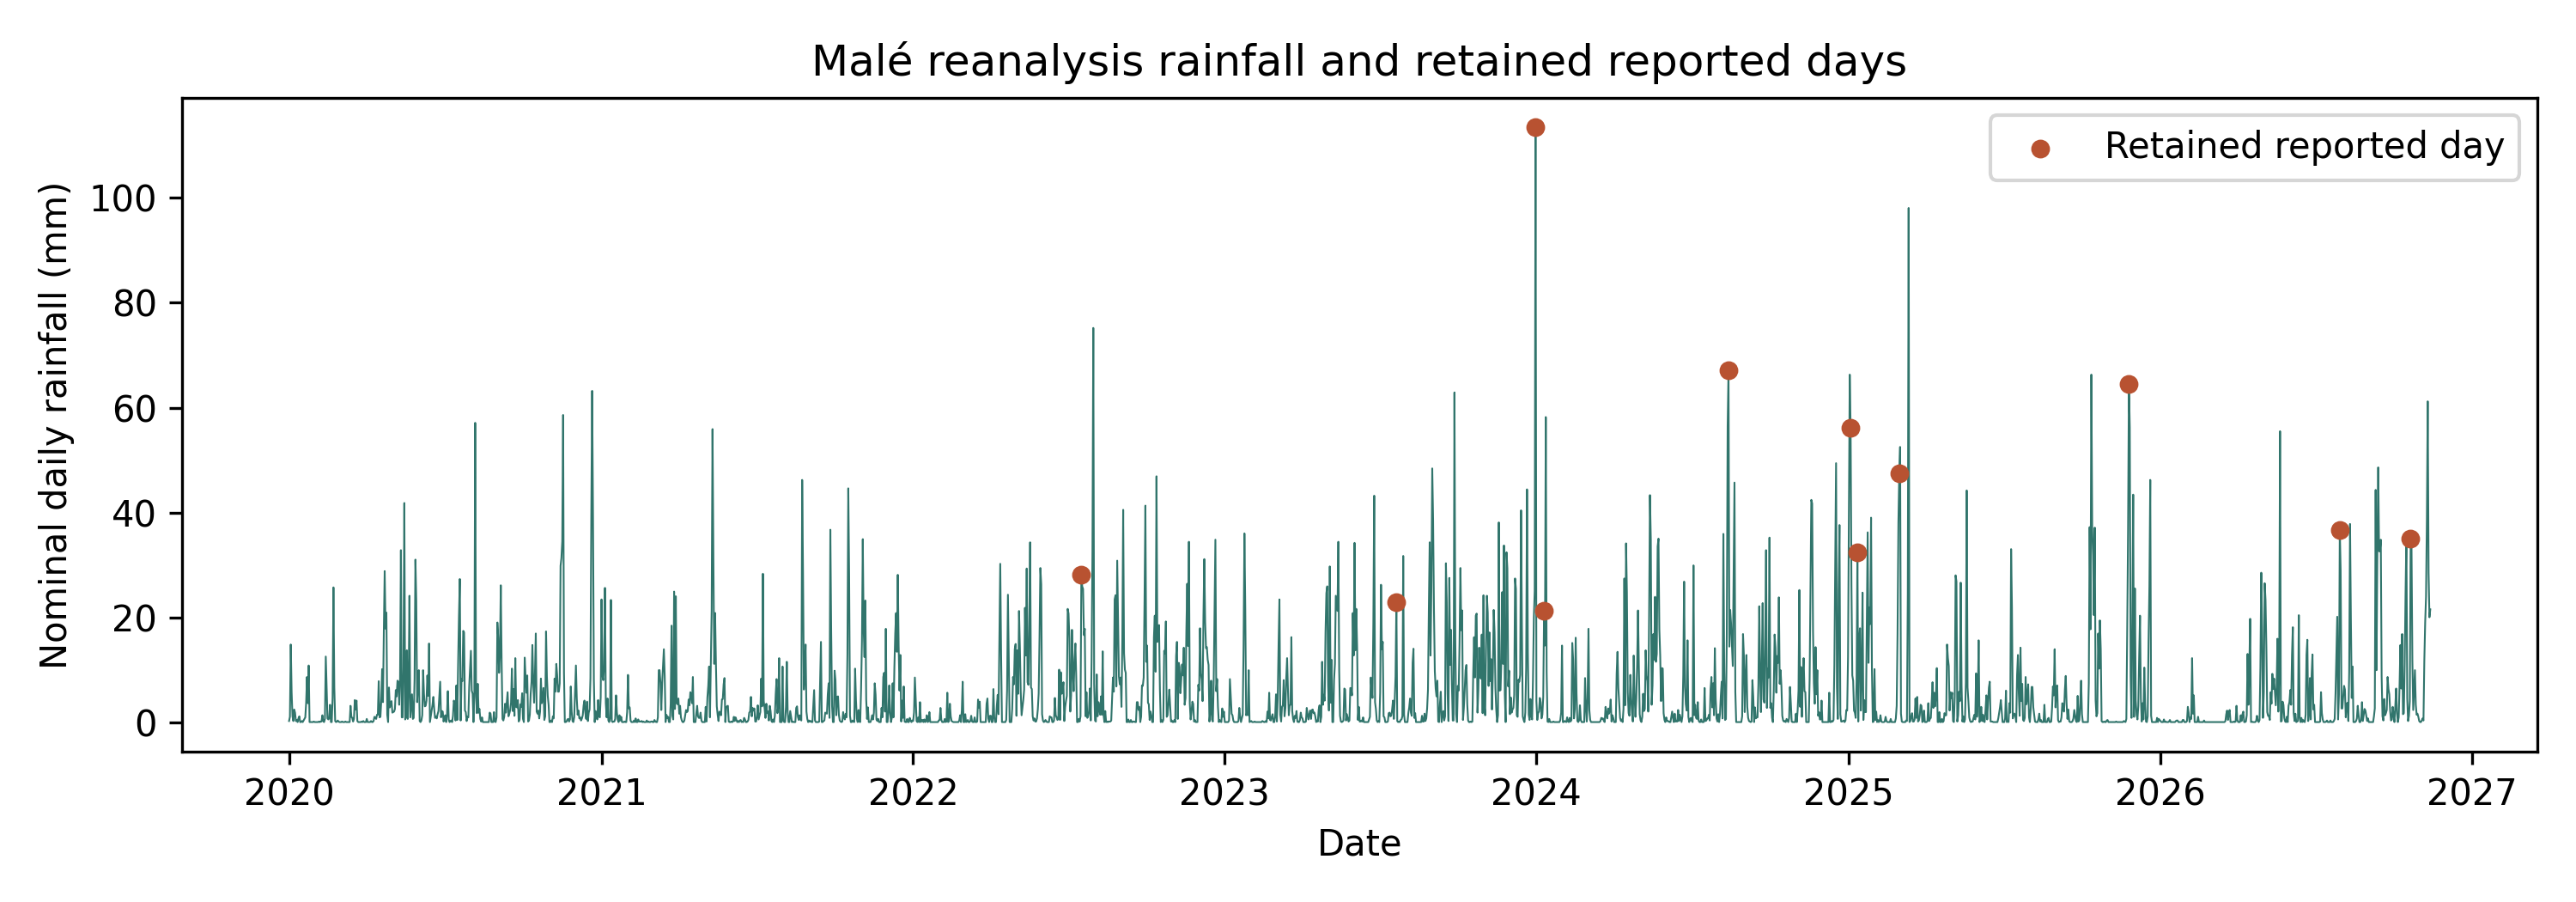 Malé reanalysis rainfall and retained reported days
Retained reported day
Nominal daily rainfall (mm)
100
80
60
40
20
0
2020 2021 2022 2023 2024 2025 2026 2027
Date